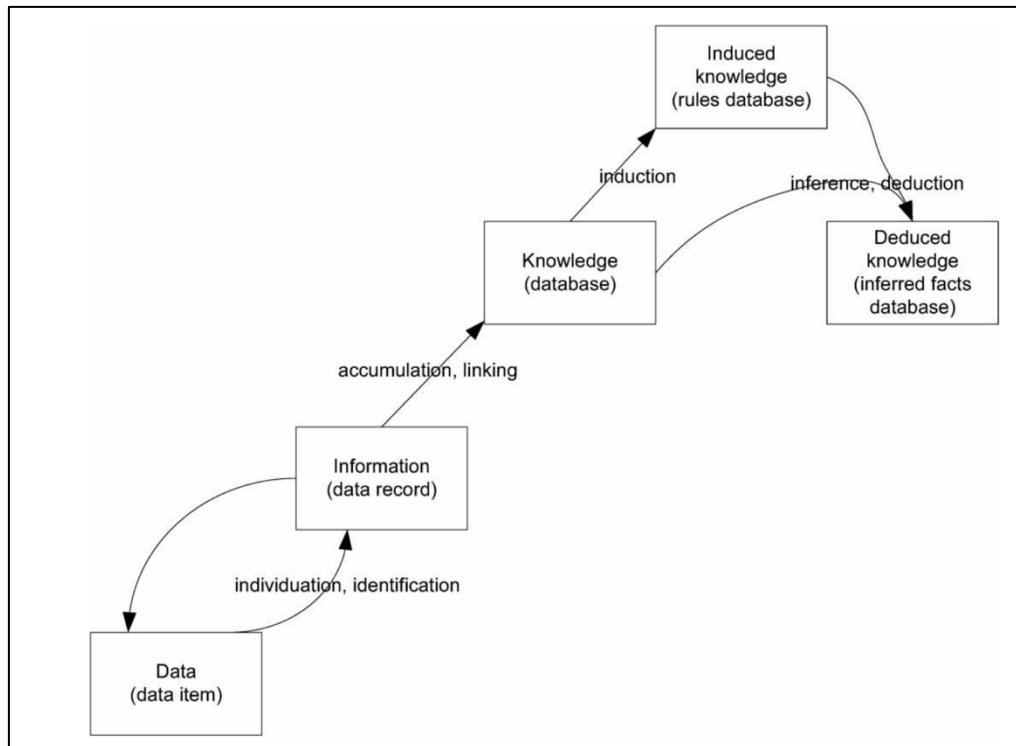 Induced
knowledge
(rules database)
induction
inference, deduction
Knowledge
(database)
Deduced
knowledge
(inferred facts
database)
accumulation, linking
Information
(data record)
individuation, identification
Data
(data item)